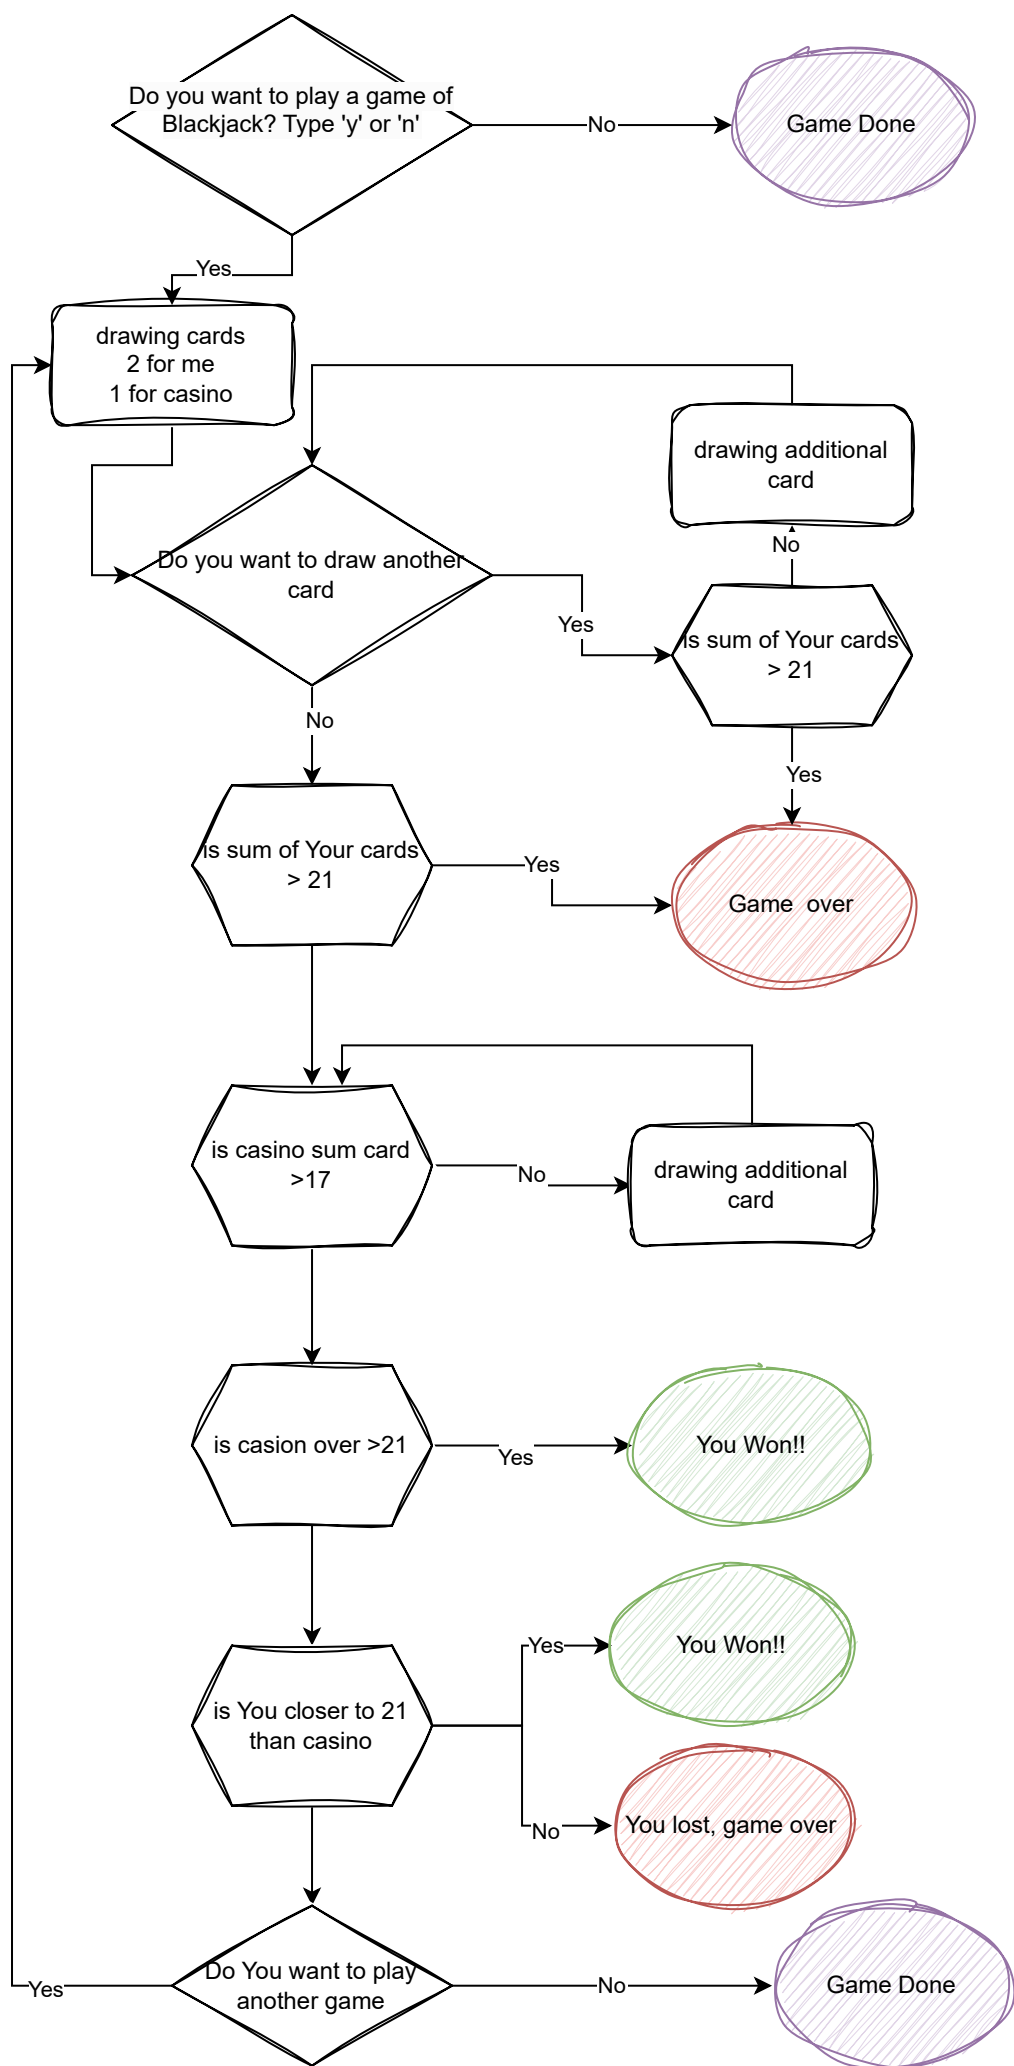 Do you want to play a game of
Blackjack? Type 'y' or 'n'
No
Game Done
Yes
drawing cards
2 for me
1 for casino
drawing additional
card
No
Do you want to draw another
card
Yes
is sum of Your cards
> 21
No
Yes
is sum of Your cards
> 21
Yes
Game  over
is casino sum card
>17
No
drawing additional
card
is casion over >21
Yes
You Won!!
Yes
You Won!!
is You closer to 21
than casino
No
You lost, game over
Do You want to play
another game
Yes
No
Game Done